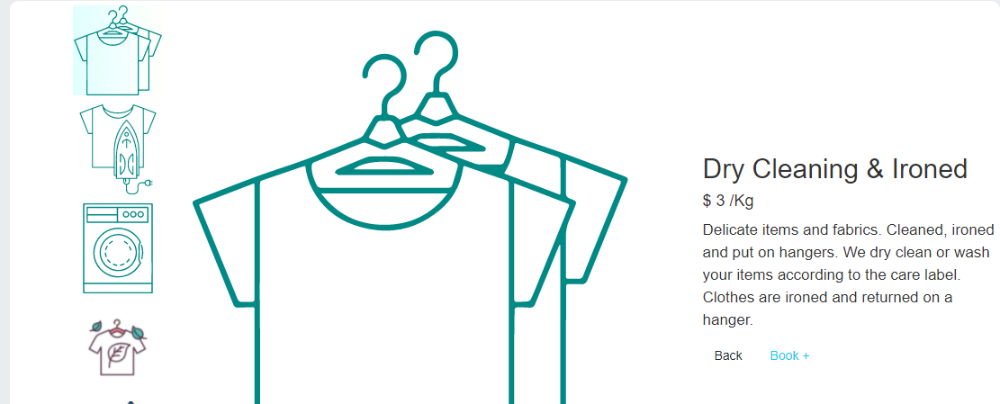 Dry Cleaning & Ironed
$ 3 /Kg
Delicate items and fabrics. Cleaned, ironed
and put on hangers. We dry clean or wash
your items according to the care label.
Clothes are ironed and returned on a
hanger.
Back Book +